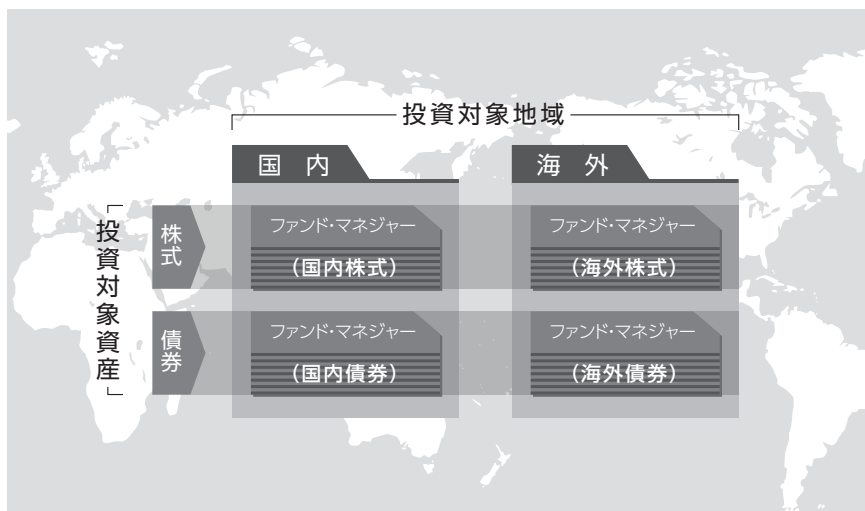 投資対象地域
国内
海外
投資対象資産
株式
ファンド・マネジャー
(国内株式)
ファンド・マネジャー
(海外株式)
債券
ファンド・マネジャー
(国内債券)
ファンド・マネジャー
(海外債券)